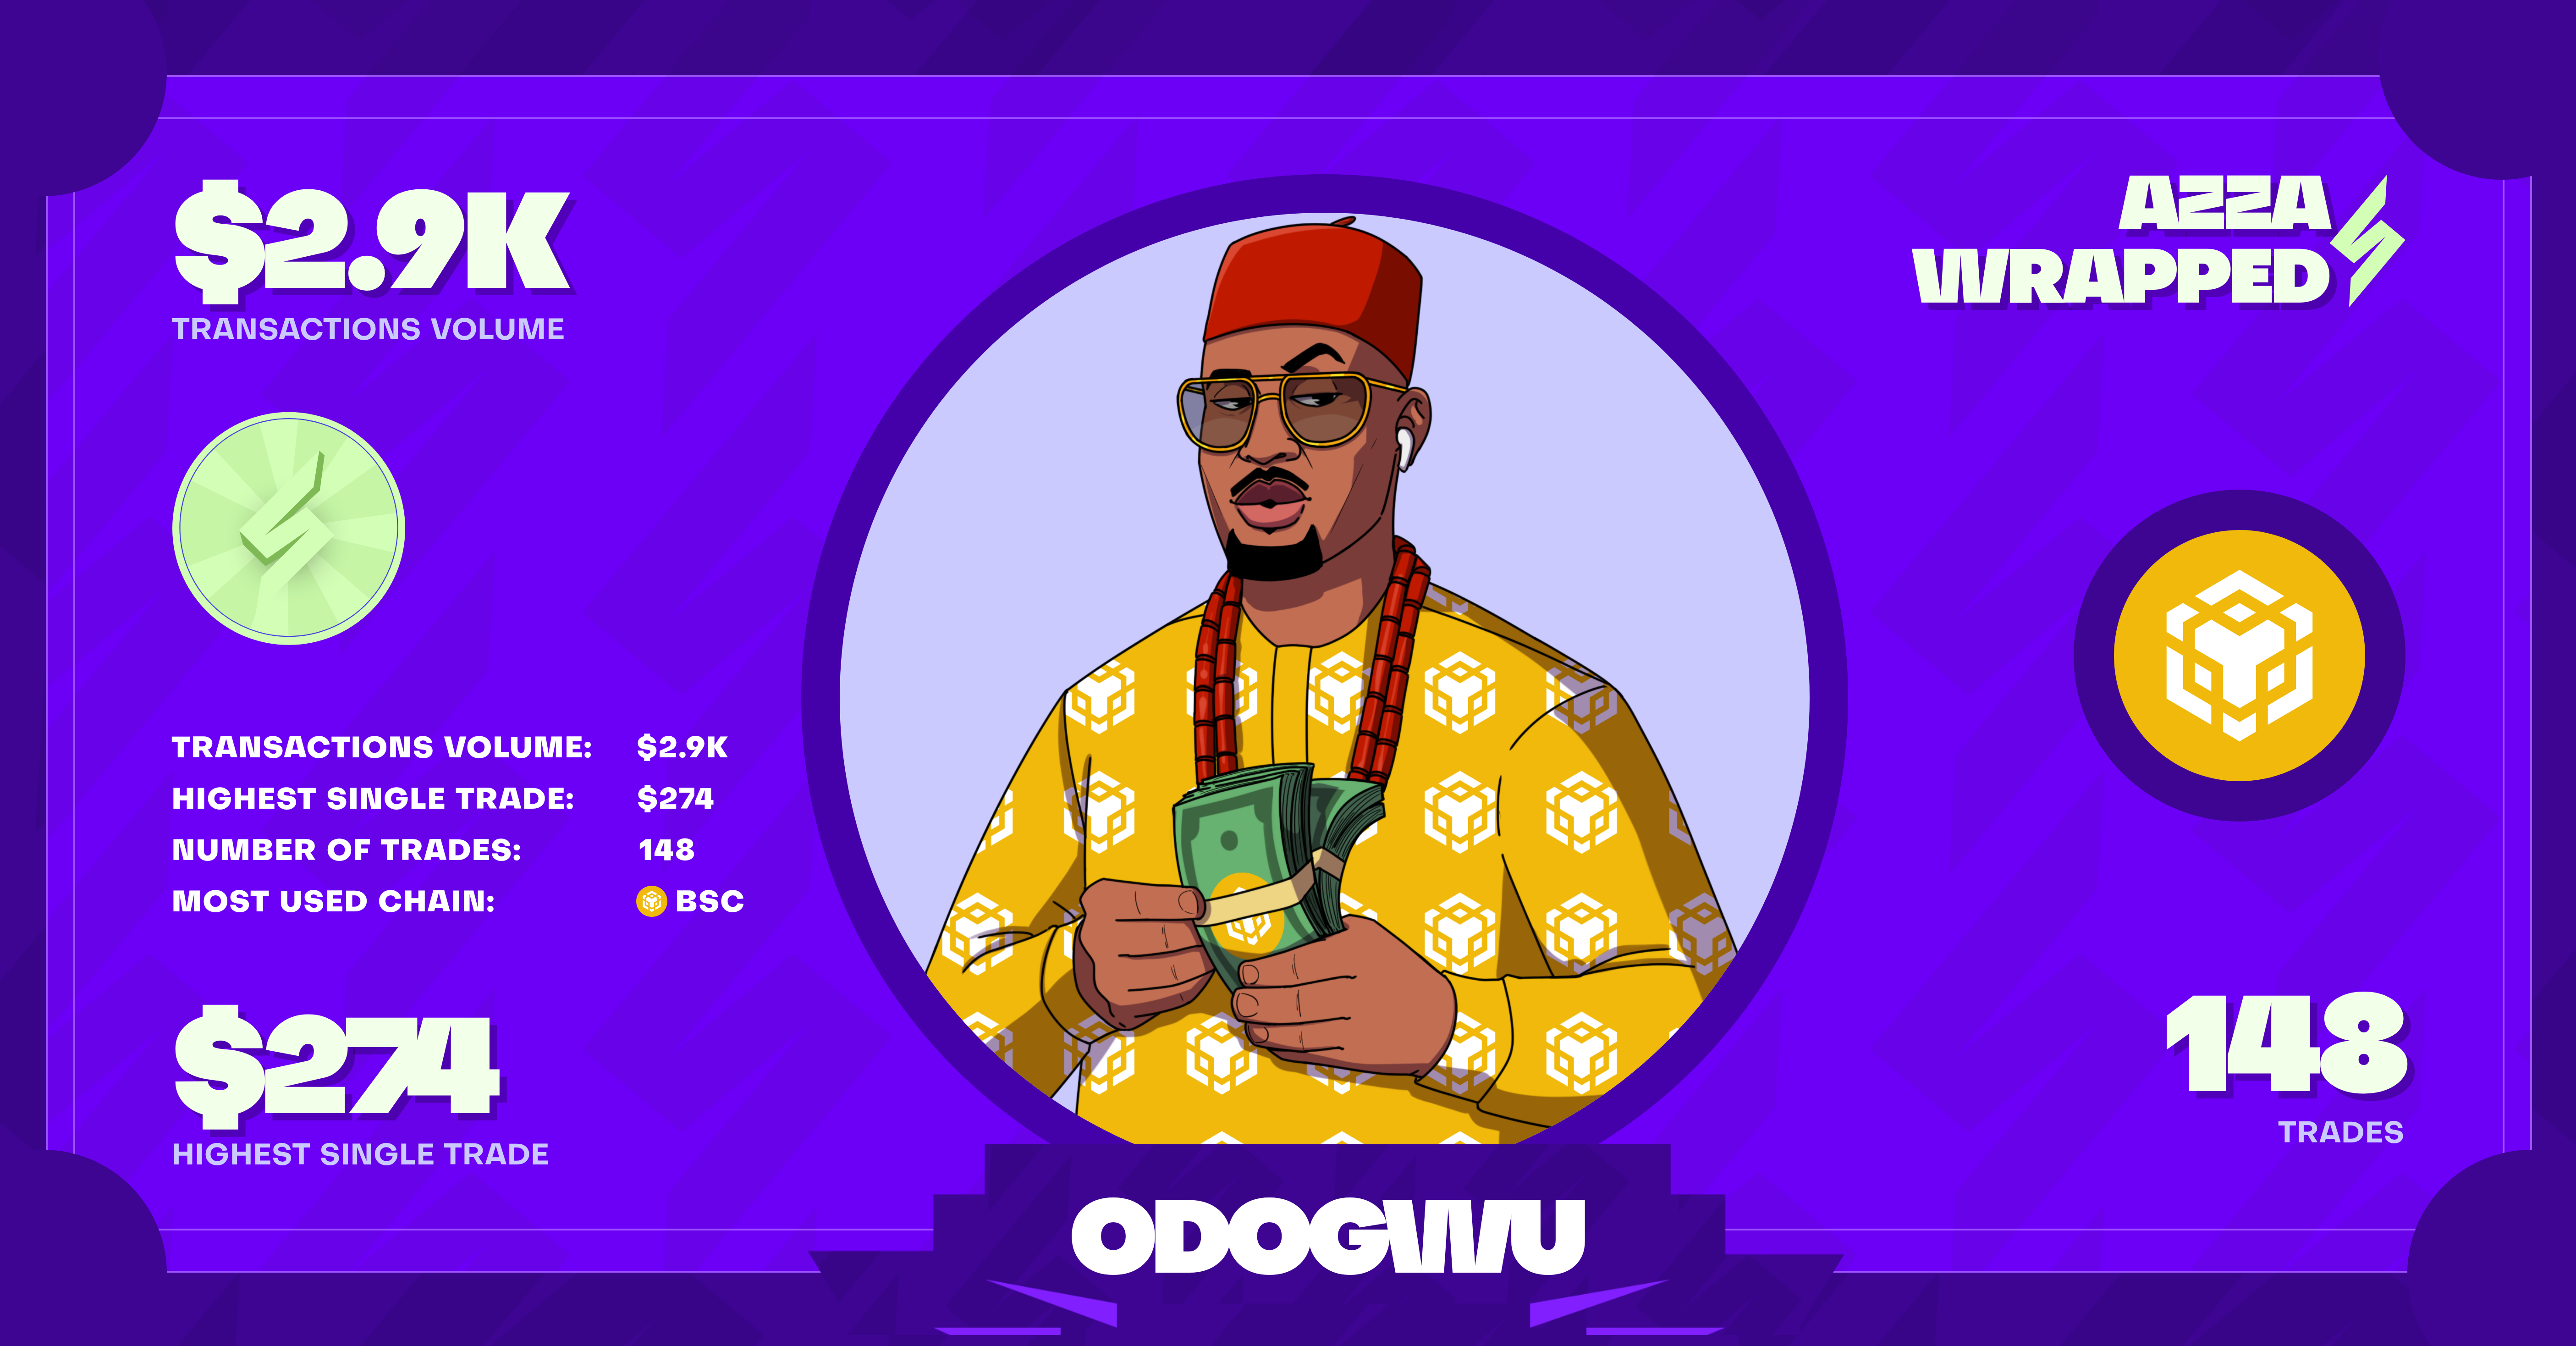 $2.9K
TRANSACTIONS VOLUME
AZZA
WRAPPED
TRANSACTIONS VOLUME: $2.9K
HIGHEST SINGLE TRADE: $274
NUMBER OF TRADES: 148
MOST USED CHAIN: BSC
$274
HIGHEST SINGLE TRADE
148
TRADES
ODOGWU